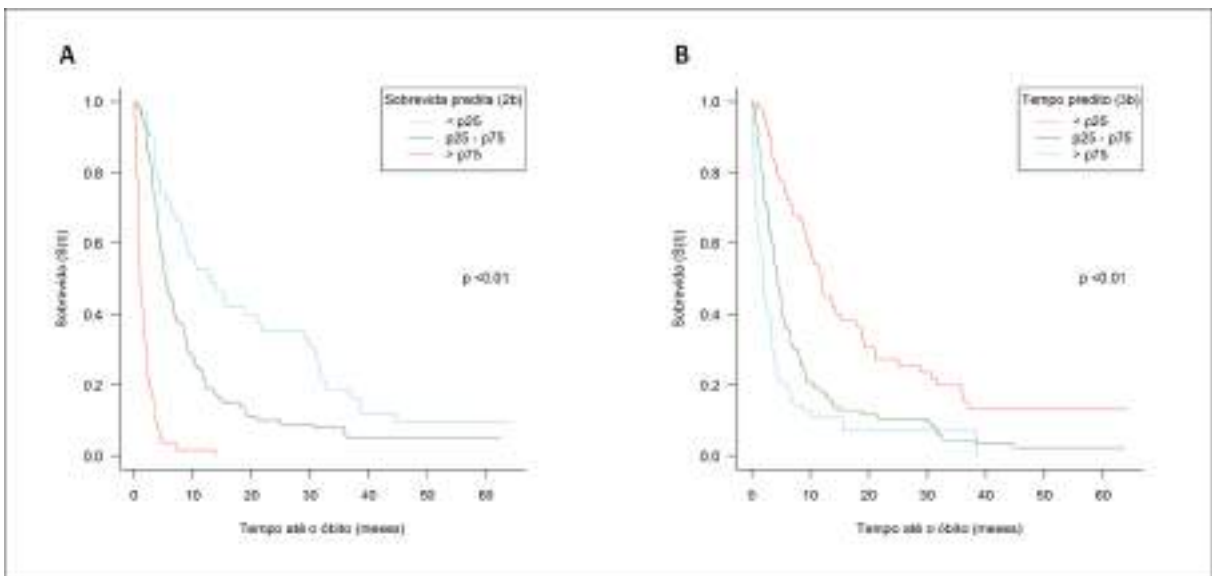 A
Sobrevida predita (2b)
< p25
p25 - p75
> p75
1.0
0.8
0.6
0.4
0.2
0.0
Sobrevida (S(t))
p <0.01
0 10 20 30 40 50 60
Tempo até o óbito (meses)
B
Tempo predito (3b)
< p25
p25 - p75
> p75
1.0
0.8
0.6
0.4
0.2
0.0
Sobrevida (S(t))
p <0.01
0 10 20 30 40 50 60
Tempo até o óbito (meses)